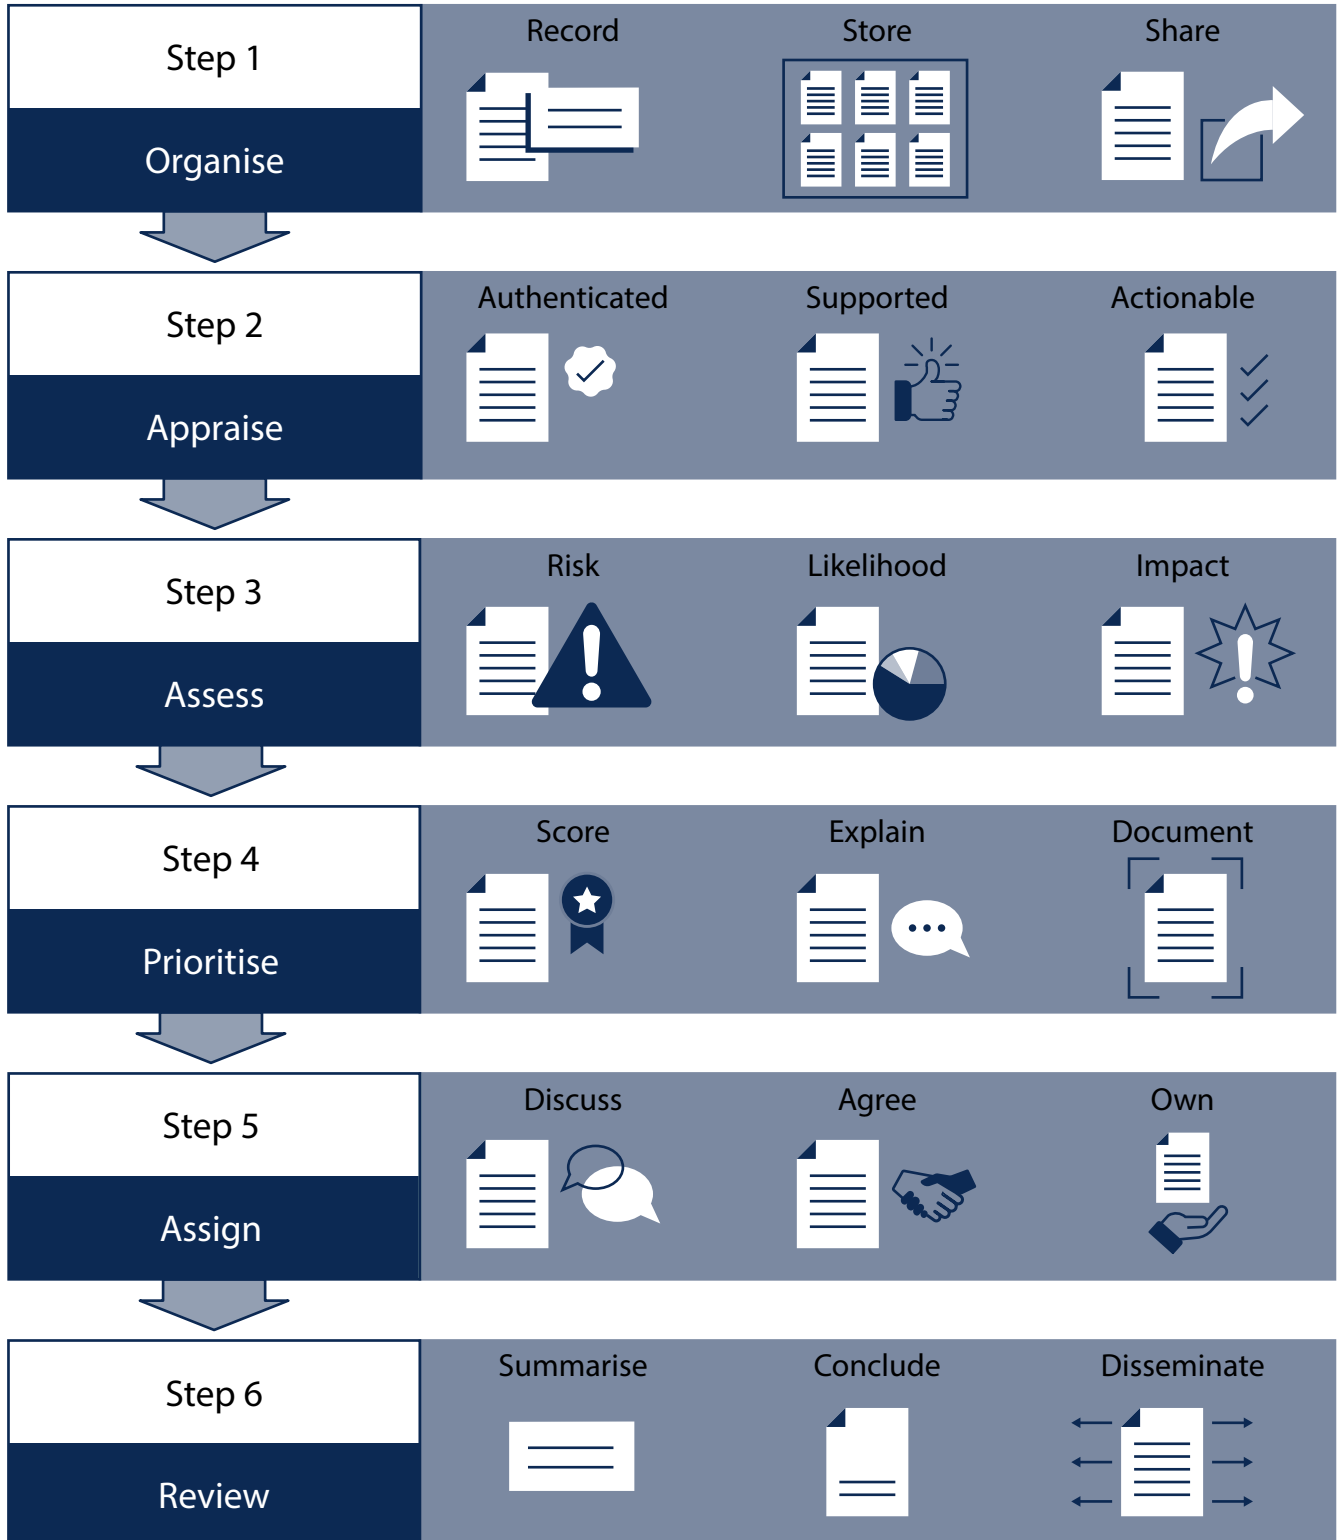 Step 1
Organise
Record
Store
Share
Step 2
Appraise
Authenticated
Supported
Actionable
Step 3
Assess
Risk
Likelihood
Impact
Step 4
Prioritise
Score
Explain
Document
Step 5
Assign
Discuss
Agree
Own
Step 6
Review
Summarise
Conclude
Disseminate